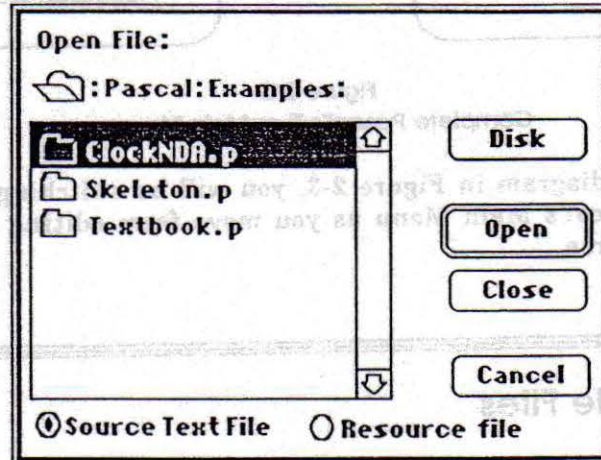 Open File:
:Pascal:Examples:
ClockNDA.p
Skeleton.p
Textbook.p
Disk
Open
Close
Cancel
Source Text File
Resource file